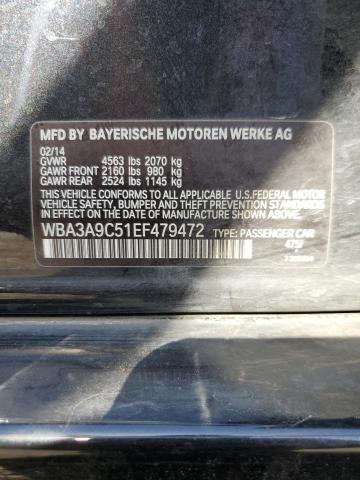 MFD BY BAYERISCHE MOTOREN WERKE AG
02/14
GVWR 4563 lbs 2070 kg
GAWR FRONT 2160 lbs 980 kg
GAWR REAR 2524 lbs 1145 kg
THIS VEHICLE CONFORMS TO ALL APPLICABLE U.S.FEDERAL MOTOR
VEHICLE SAFETY, BUMPER AND THEFT PREVENTION STANDARDS IN
EFFECT ON THE DATE OF MANUFACTURE SHOWN ABOVE.
WBA3A9C51EF479472 TYPE: PASSENGER CAR
475/